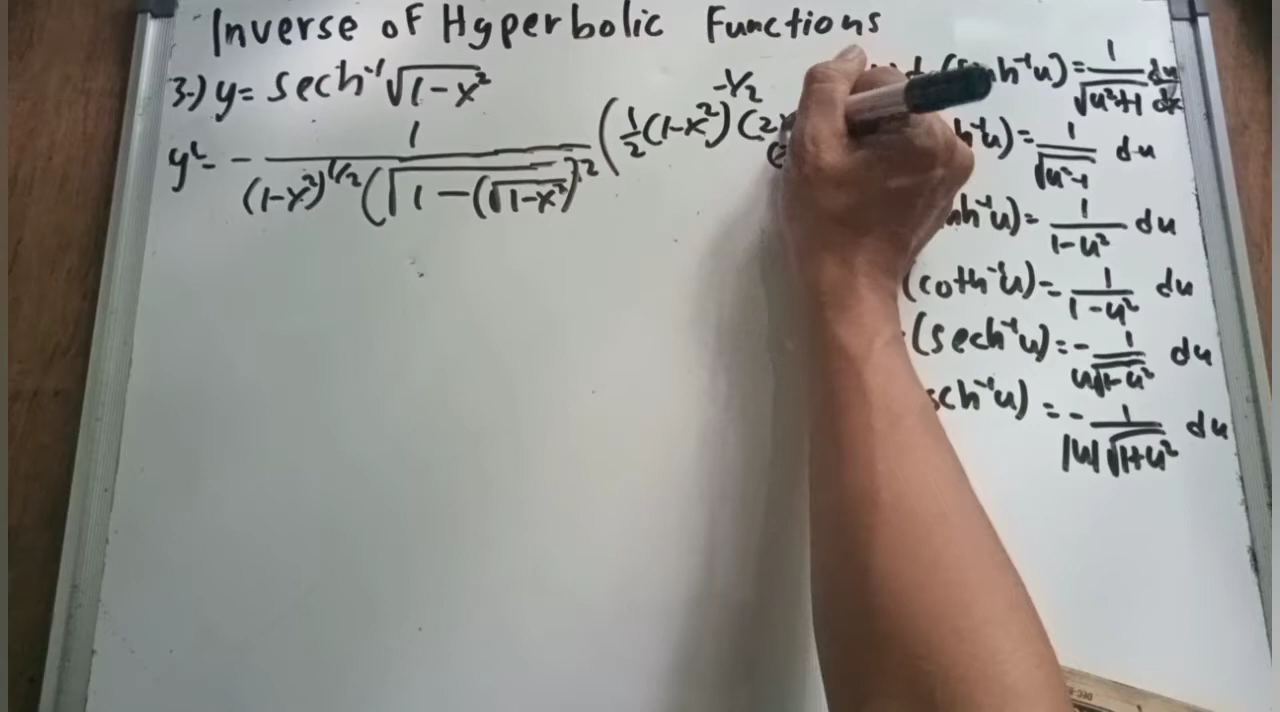 Inverse of Hyperbolic Functions
3.) y = sech⁻¹ √(1-x²)
y' = - 1 / ((1-x²)^(1/2) (√(1-(√(1-x²))²) (½(1-x²)^(-1/2) (2
h⁻¹u) = 1/√(u²+1) du/dx
h⁻¹u) = 1/√(u²-1) du
nh⁻¹u) = 1/(1-u²) du
(coth⁻¹u) = 1/(1-u²) du
(sech⁻¹u) = - 1/(u√(1-u²)) du
sch⁻¹u) = - 1/(|u|√(1+u²)) du